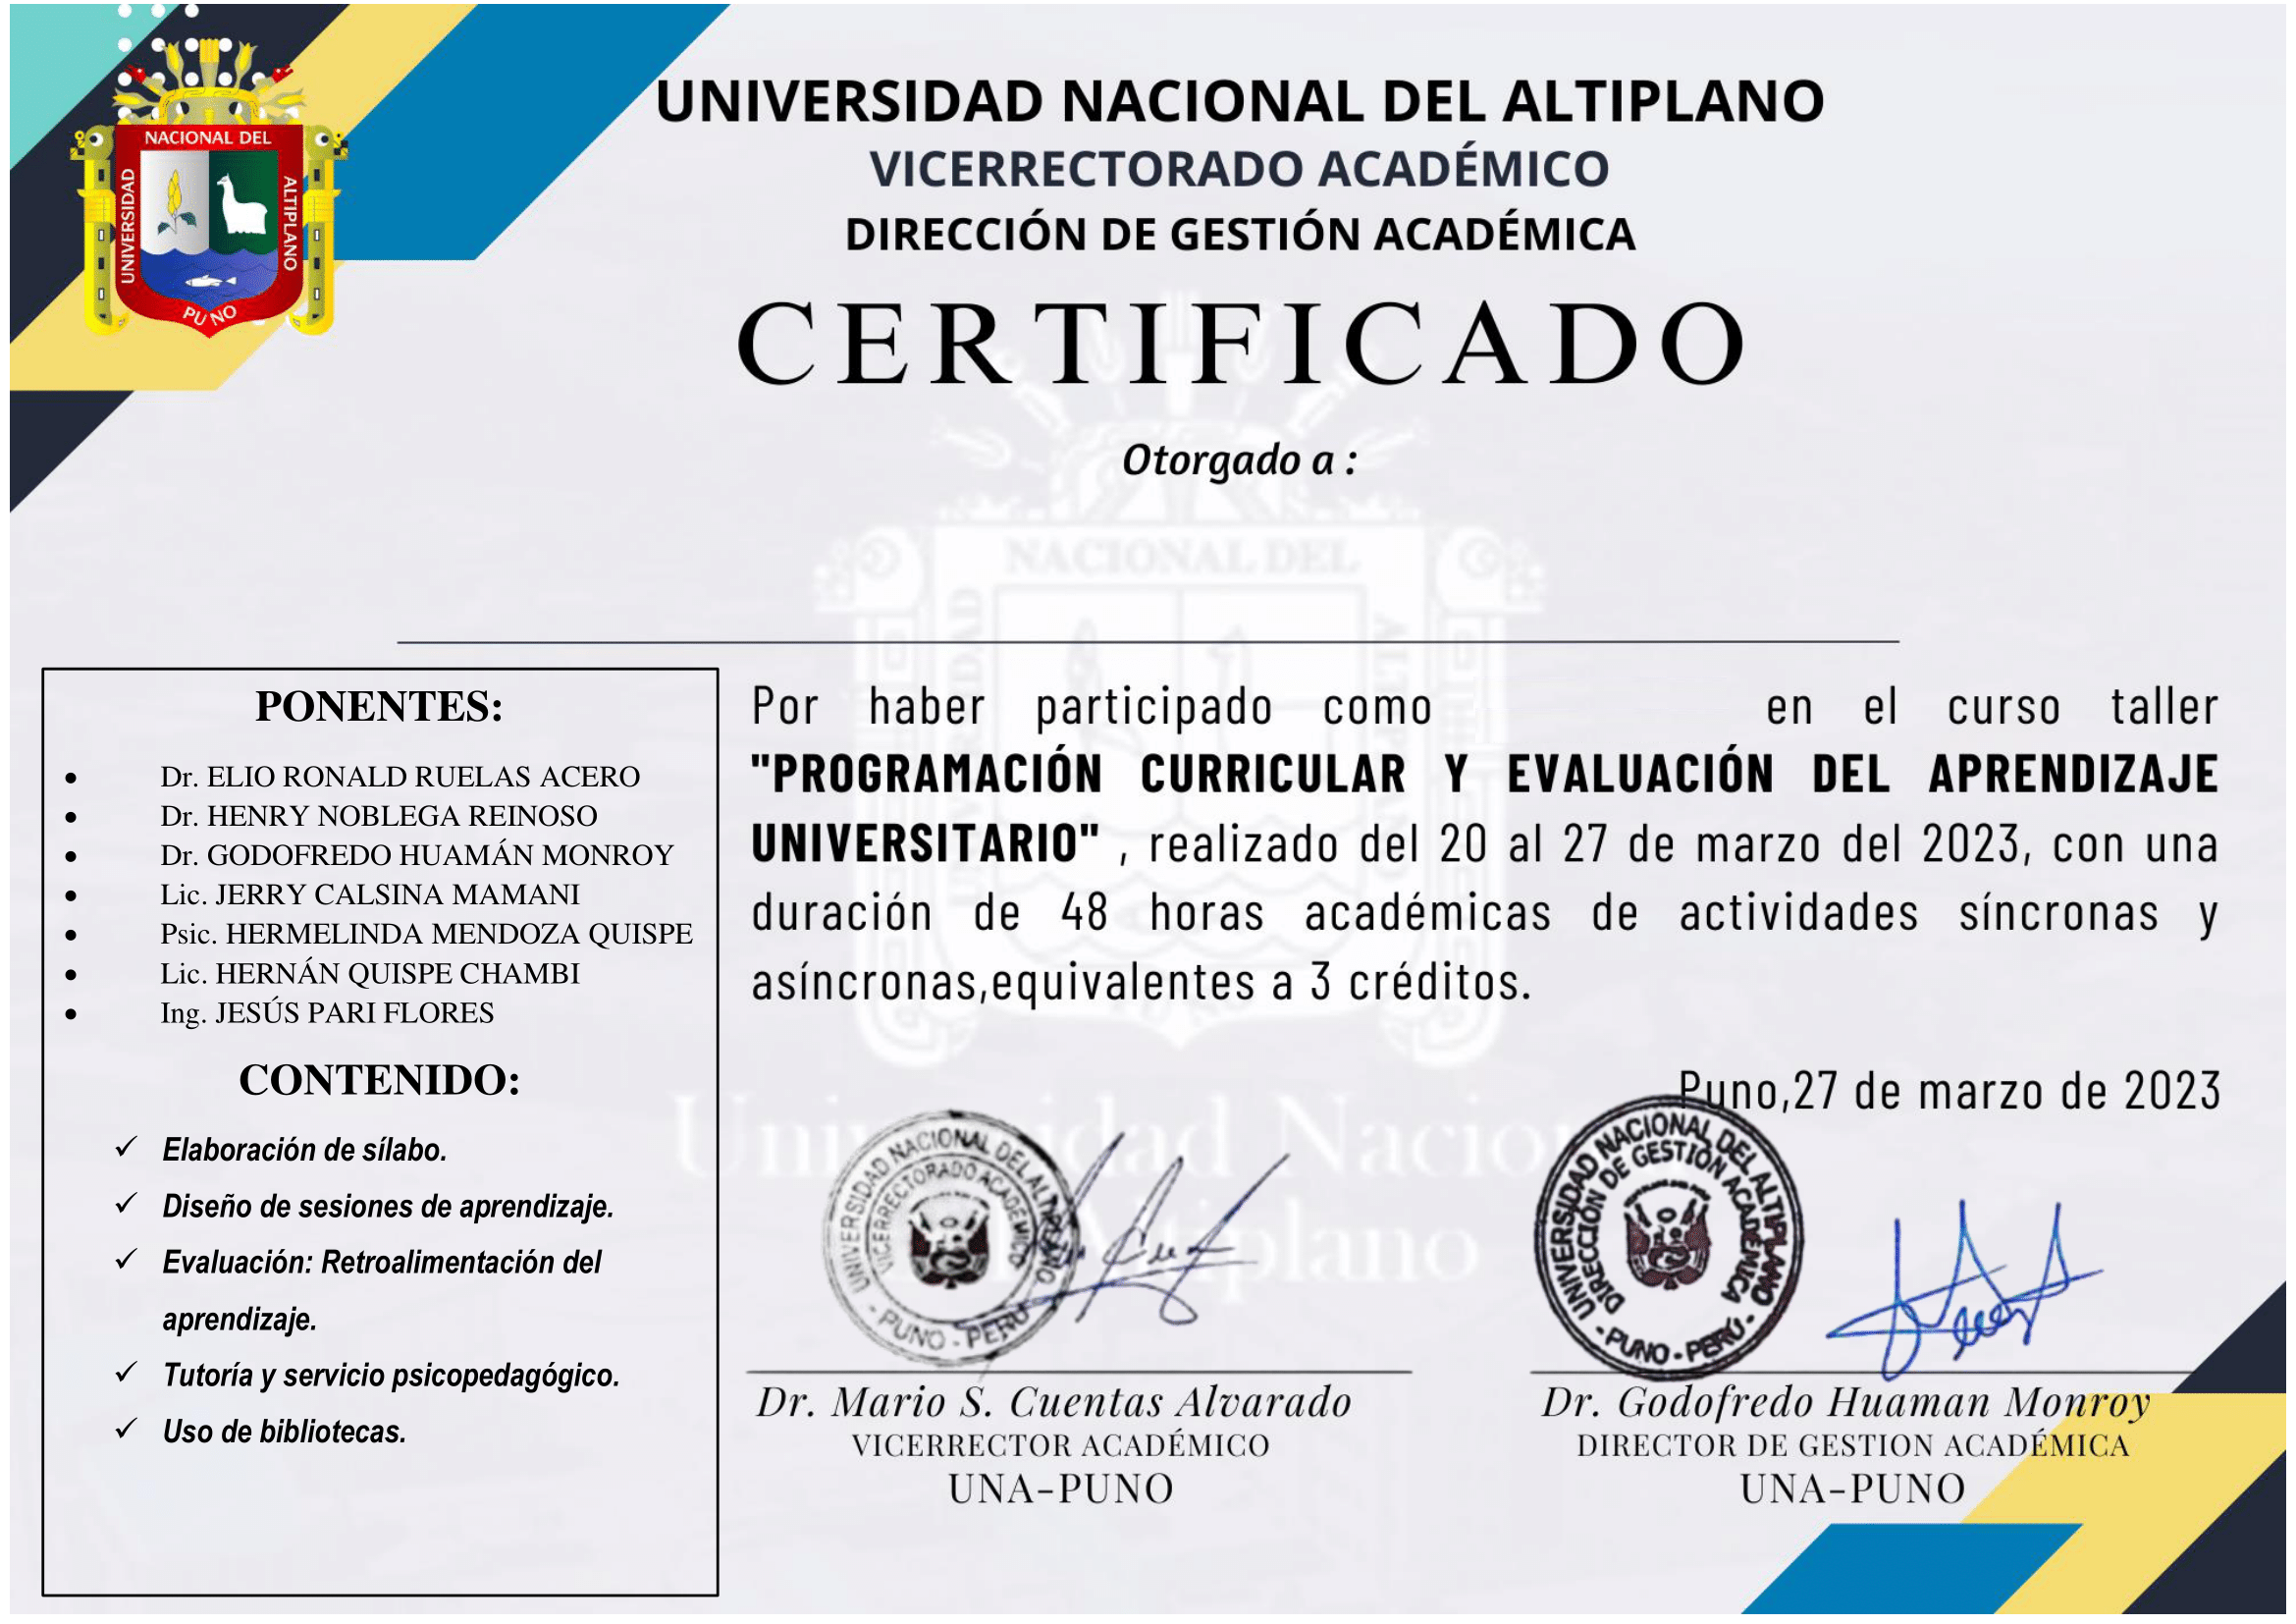 NACIONAL DEL
UNIVERSIDAD
ALTIPLANO
PUNO
UNIVERSIDAD NACIONAL DEL ALTIPLANO
VICERRECTORADO ACADÉMICO
DIRECCIÓN DE GESTIÓN ACADÉMICA
CERTIFICADO
Otorgado a :
NACIONAL DEL
PONENTES:
• Dr. ELIO RONALD RUELAS ACERO
• Dr. HENRY NOBLEGA REINOSO
• Dr. GODOFREDO HUAMÁN MONROY
• Lic. JERRY CALSINA MAMANI
• Psic. HERMELINDA MENDOZA QUISPE
• Lic. HERNÁN QUISPE CHAMBI
• Ing. JESÚS PARI FLORES
CONTENIDO:
✓ Elaboración de sílabo.
✓ Diseño de sesiones de aprendizaje.
✓ Evaluación: Retroalimentación del
aprendizaje.
✓ Tutoría y servicio psicopedagógico.
✓ Uso de bibliotecas.
Por haber participado como en el curso taller
"PROGRAMACIÓN CURRICULAR Y EVALUACIÓN DEL APRENDIZAJE
UNIVERSITARIO" , realizado del 20 al 27 de marzo del 2023, con una
duración de 48 horas académicas de actividades síncronas y
asíncronas,equivalentes a 3 créditos.
Puno,27 de marzo de 2023
UNIVERSIDAD NACIONAL DEL ALTIPLANO
VICERRECTORADO ACADÉMICO
- PUNO - PERÚ
UNIVERSIDAD NACIONAL DEL ALTIPLANO
DIRECCIÓN DE GESTIÓN ACADÉMICA
- PUNO - PERÚ -
Dr. Mario S. Cuentas Alvarado
VICERRECTOR ACADÉMICO
UNA-PUNO
Dr. Godofredo Huaman Monroy
DIRECTOR DE GESTION ACADÉMICA
UNA-PUNO